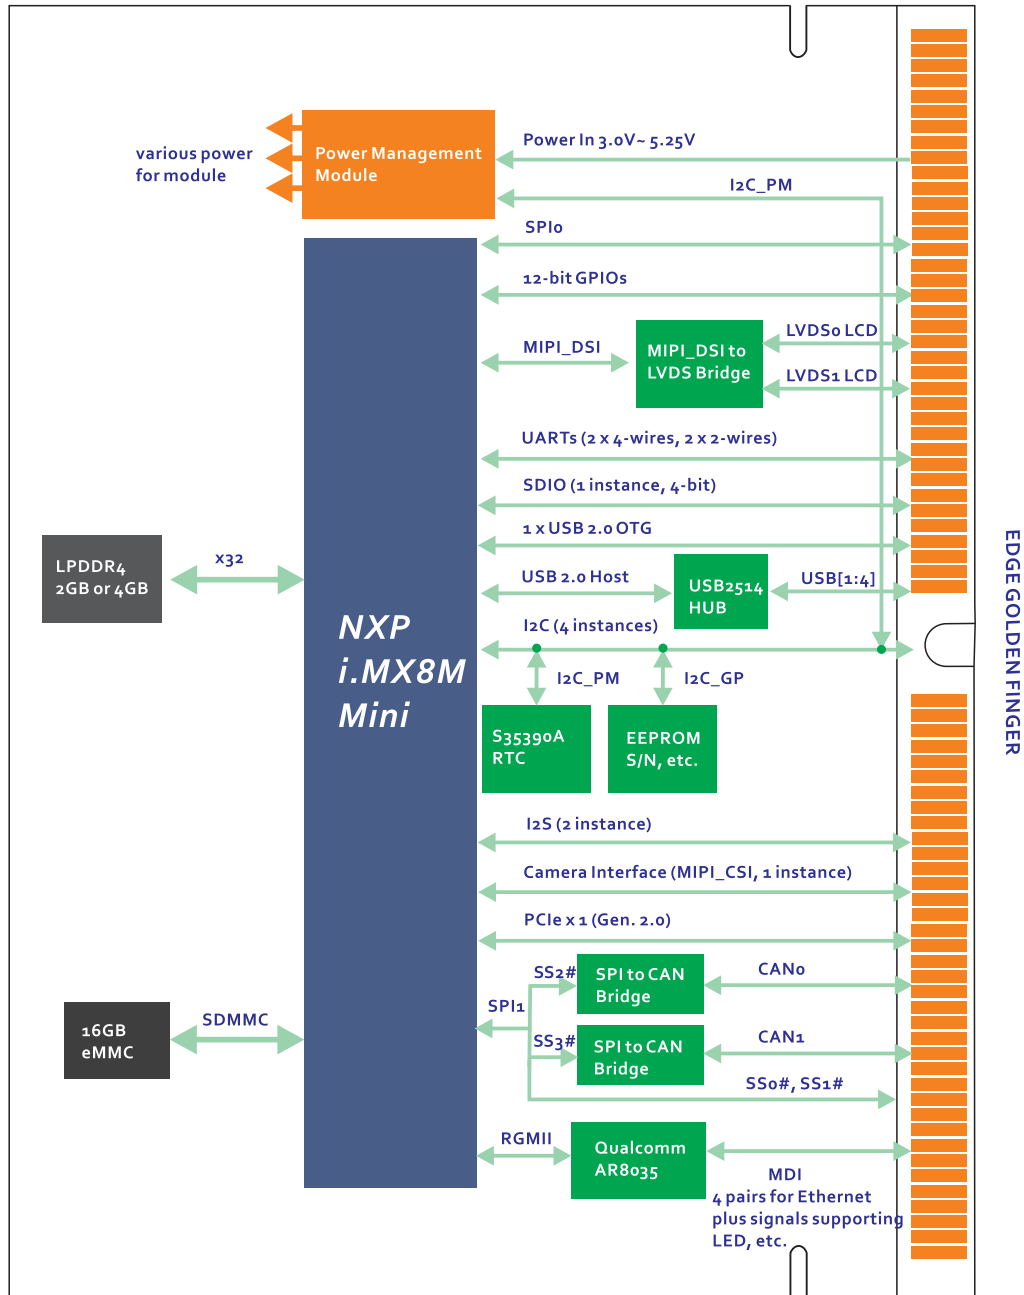 Power In 3.0V~ 5.25V
various power
for module
Power Management
Module
I2C_PM
SPI0
12-bit GPIOs
LVDS0 LCD
MIPI_DSI
MIPI_DSI to
LVDS Bridge
LVDS1 LCD
UARTs (2 x 4-wires, 2 x 2-wires)
SDIO (1 instance, 4-bit)
1 x USB 2.0 OTG
LPDDR4
2GB or 4GB
x32
USB 2.0 Host
USB2514
HUB
USB[1:4]
EDGE GOLDEN FINGER
NXP
i.MX8M
Mini
I2C (4 instances)
I2C_PM
I2C_GP
S35390A
RTC
EEPROM
S/N, etc.
I2S (2 instance)
Camera Interface (MIPI_CSI, 1 instance)
PCIe x 1 (Gen. 2.0)
SS2#
SPI to CAN
Bridge
CAN0
SPI1
16GB
eMMC
SDMMC
SS3#
SPI to CAN
Bridge
CAN1
SS0#, SS1#
RGMII
Qualcomm
AR8035
MDI
4 pairs for Ethernet
plus signals supporting
LED, etc.